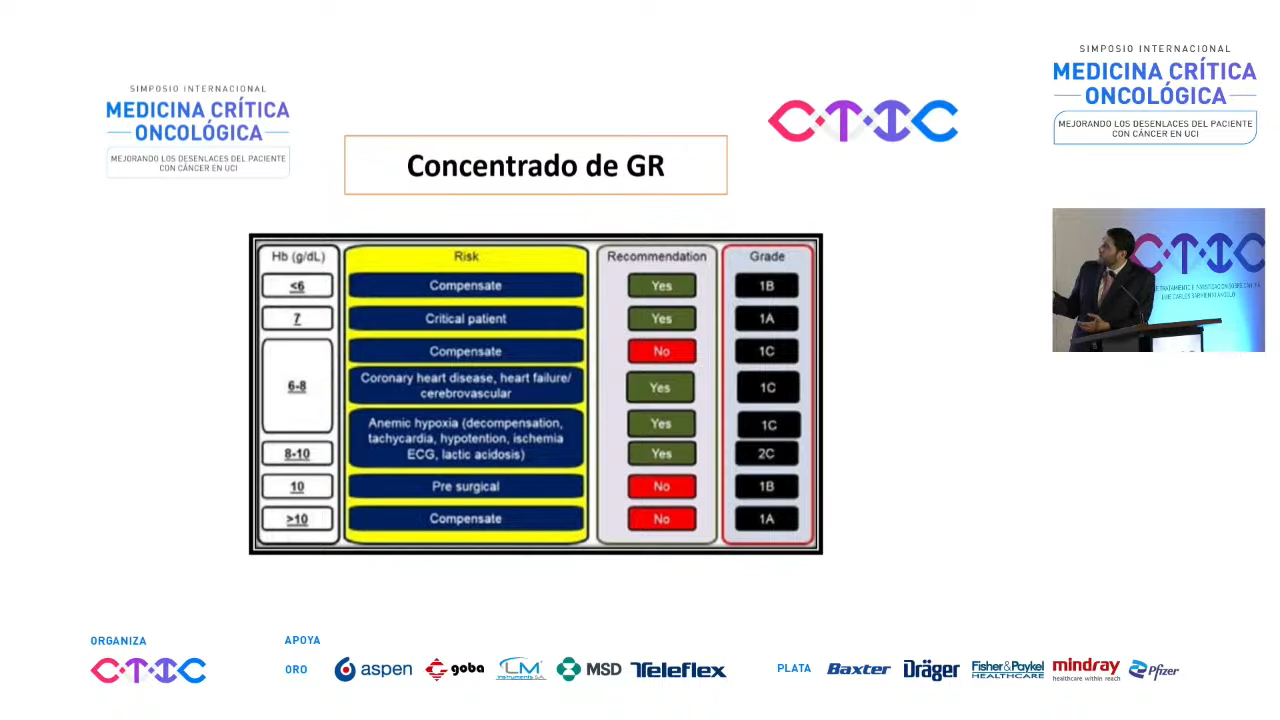 SIMPOSIO INTERNACIONAL
MEDICINA CRÍTICA
ONCOLÓGICA
MEJORANDO LOS DESENLACES DEL PACIENTE
CON CÁNCER EN UCI
CTIC
SIMPOSIO INTERNACIONAL
MEDICINA CRÍTICA
ONCOLÓGICA
MEJORANDO LOS DESENLACES DEL PACIENTE
CON CÁNCER EN UCI
Concentrado de GR
Hb (g/dL) Risk Recommendation Grade
<6 Compensate Yes 1B
7 Critical patient Yes 1A
6-8 Compensate No 1C
Coronary heart disease, heart failure/
cerebrovascular Yes 1C
Anemic hypoxia (decompensation,
tachycardia, hypotention, ischemia
ECG, lactic acidosis) Yes 1C
8-10 Yes 2C
10 Pre surgical No 1B
>10 Compensate No 1A
CTIC
ORGANIZA
CTIC
APOYA
ORO
aspen
goba
LM
instruments S.A.
MSD
Teleflex
PLATA
Baxter
Dräger
Fisher&Paykel
HEALTHCARE
mindray
healthcare within reach
Pfizer